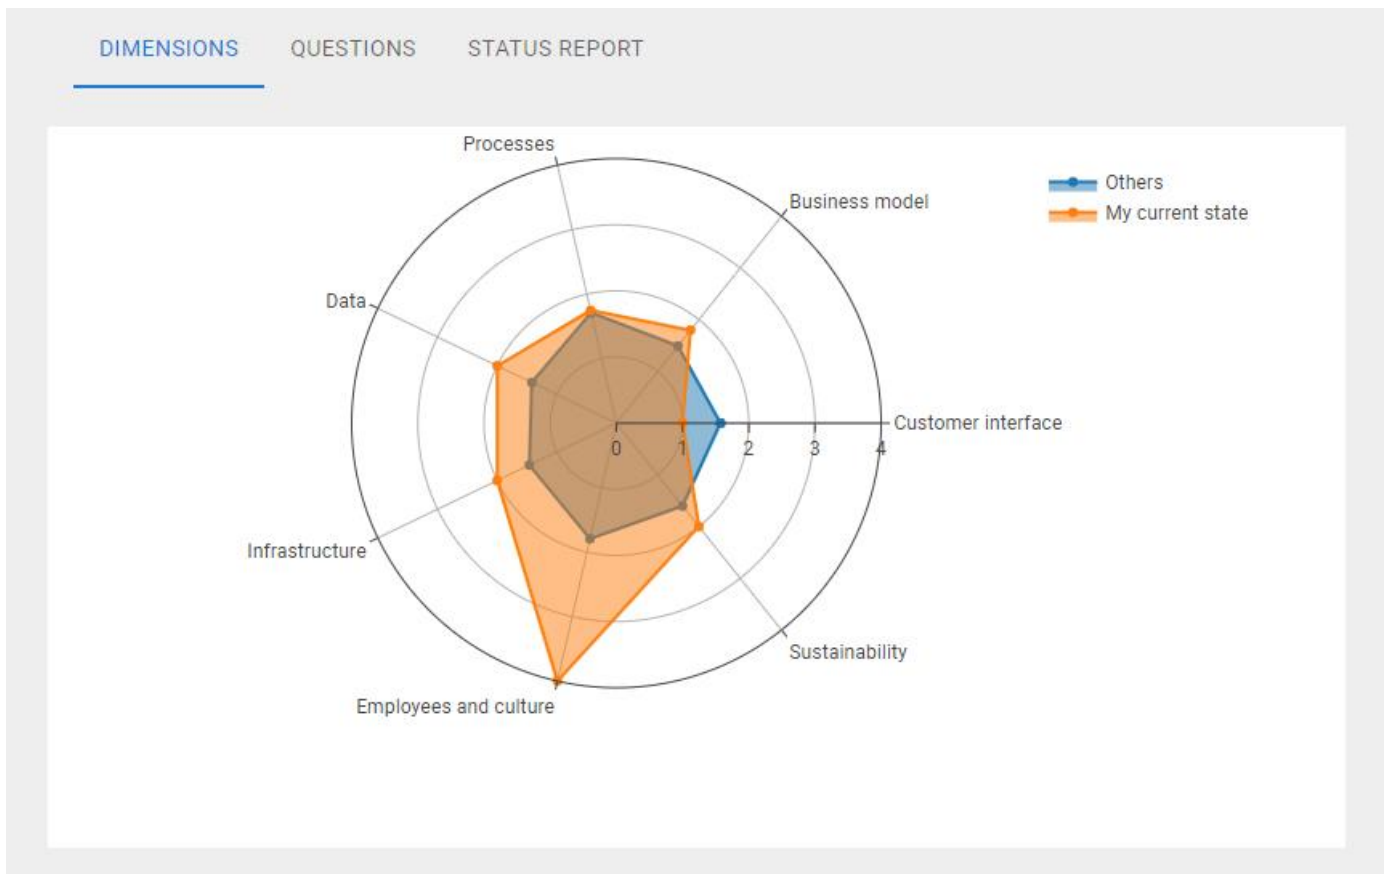 DIMENSIONS QUESTIONS STATUS REPORT
Processes
Others
Business model
My current state
Data
Customer interface
0 1 2 3 4
Infrastructure
Sustainability
Employees and culture